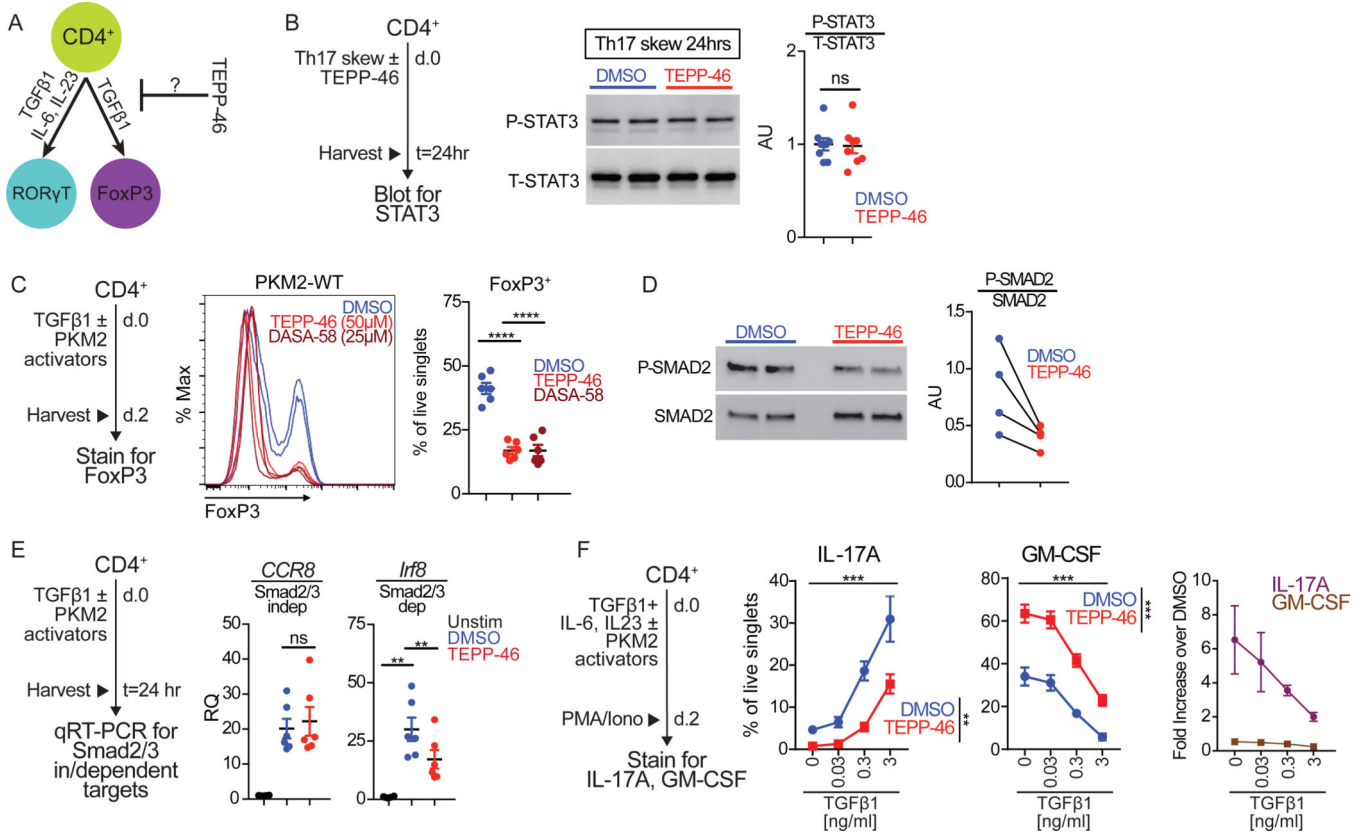 A
CD4⁺
TGFβ1
IL-6, IL-23
TGFβ1
?
TEPP-46
RORγT
FoxP3
B
CD4⁺
Th17 skew ±
TEPP-46
d.0
Harvest
t=24hr
Blot for
STAT3
Th17 skew 24hrs
DMSO
TEPP-46
P-STAT3
T-STAT3
P-STAT3
T-STAT3
2
1
0
AU
ns
DMSO
TEPP-46
C
CD4⁺
TGFβ1 ±
PKM2
activators
d.0
Harvest
d.2
Stain for
FoxP3
PKM2-WT
DMSO
TEPP-46 (50µM)
DASA-58 (25µM)
% Max
FoxP3
FoxP3⁺
75
50
25
0
% of live singlets
****
****
DMSO
TEPP-46
DASA-58
D
DMSO
TEPP-46
P-SMAD2
SMAD2
P-SMAD2
SMAD2
1.5
1.0
0.5
0.0
AU
DMSO
TEPP-46
E
CD4⁺
TGFβ1 ±
PKM2
activators
d.0
Harvest
t=24 hr
qRT-PCR for
Smad2/3
in/dependent
targets
CCR8
Smad2/3
indep
50
40
30
20
10
0
RQ
ns
Irf8
Smad2/3
dep
75
50
25
0
**
**
Unstim
DMSO
TEPP-46
F
CD4⁺
TGFβ1+
IL-6, IL23 ±
PKM2
activators
d.0
PMA/Iono
d.2
Stain for
IL-17A, GM-CSF
IL-17A
***
40
30
20
10
0
% of live singlets
DMSO
TEPP-46
**
0
0.03
0.3
3
TGFβ1
[ng/ml]
GM-CSF
***
80
60
40
20
0
DMSO
TEPP-46
***
0
0.03
0.3
3
TGFβ1
[ng/ml]
IL-17A
GM-CSF
10
8
6
4
2
0
Fold Increase over DMSO
0
0.03
0.3
3
TGFβ1
[ng/ml]